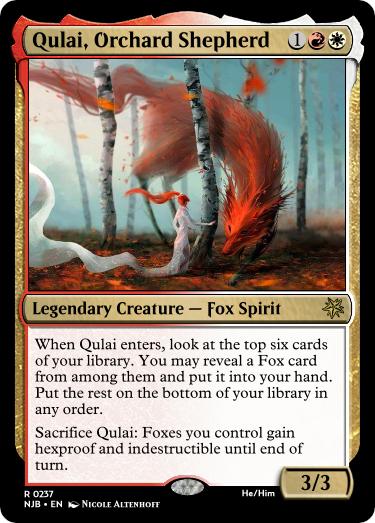 Qulai, Orchard Shepherd 1
Legendary Creature — Fox Spirit
When Qulai enters, look at the top six cards
of your library. You may reveal a Fox card
from among them and put it into your hand.
Put the rest on the bottom of your library in
any order.
Sacrifice Qulai: Foxes you control gain
hexproof and indestructible until end of
turn.
3/3
R 0237 He/Him
NJB • EN Nicole Altenhoff